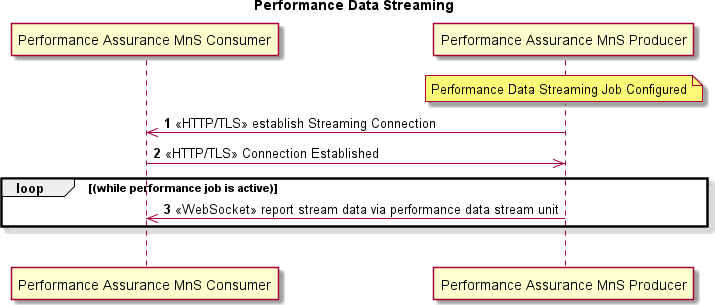 Performance Data Streaming
Performance Assurance MnS Consumer
Performance Assurance MnS Producer
Performance Data Streaming Job Configured
1 «HTTP/TLS» establish Streaming Connection
2 «HTTP/TLS» Connection Established
loop [(while performance job is active)]
3 «WebSocket» report stream data via performance data stream unit
Performance Assurance MnS Consumer
Performance Assurance MnS Producer